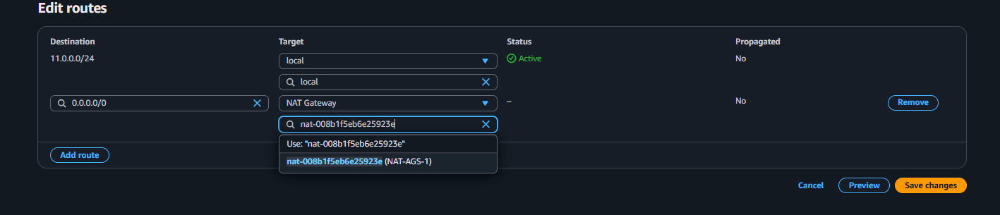 Edit routes
Destination Target Status Propagated
11.0.0.0/24 local Active No
local
0.0.0.0/0 NAT Gateway – No Remove
nat-008b1f5eb6e25923e
Use: "nat-008b1f5eb6e25923e"
Add route nat-008b1f5eb6e25923e (NAT-AGS-1)
Cancel Preview Save changes